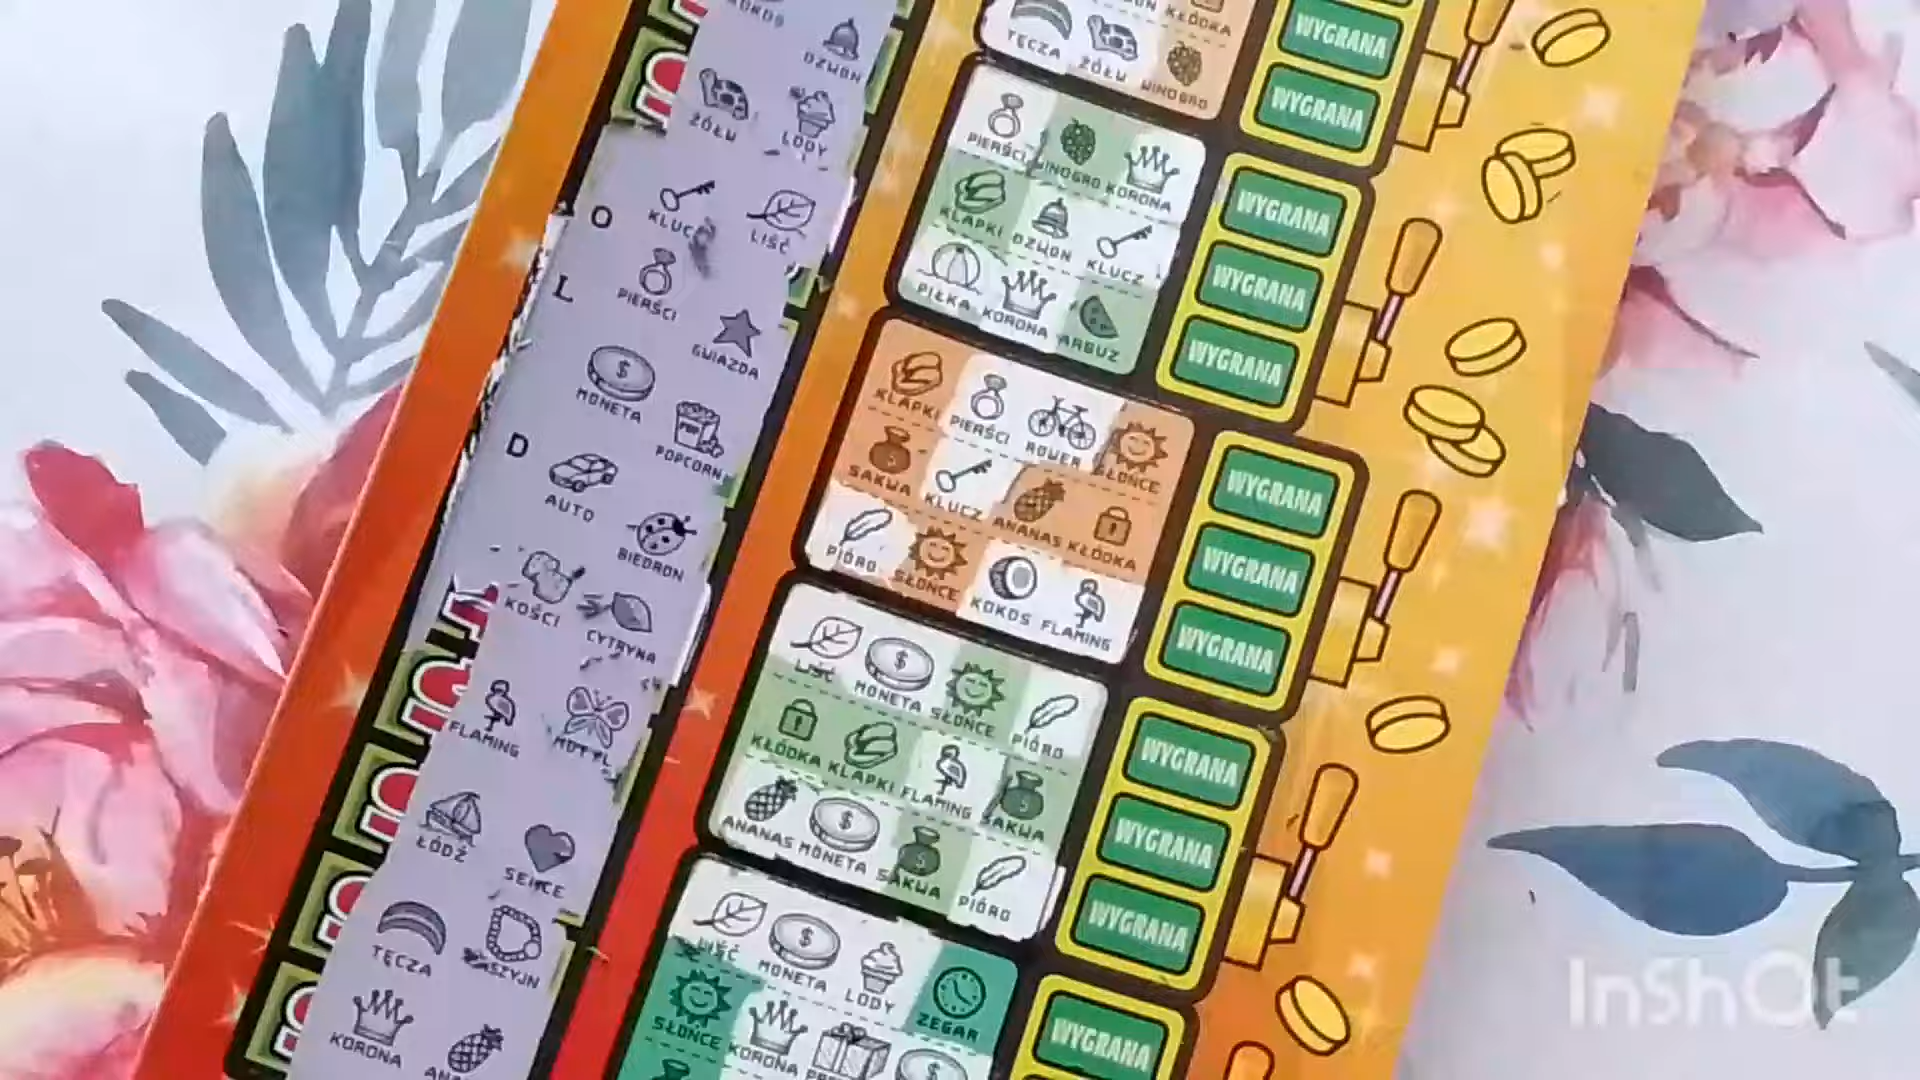 KOKOS
DZWON
ŻÓŁW LODY
KLUCZ LIŚĆ
O
PIERŚCI GWIAZDA
L
MONETA POPCORN
D
AUTO BIEDRON
KOŚCI CYTRYNA
FLAMING MOTYL
ŁÓDŹ SERCE
TĘCZA
KORONA
KŁÓDKA
TĘCZA ŻÓŁW WINOGRO
WYGRANA
WYGRANA
PIERŚCI WINOGRO KORONA
KLAPKI DZWON KLUCZ
PIŁKA KORONA ARBUZ
WYGRANA
WYGRANA
WYGRANA
KLAPKI PIERŚCI ROWER SŁOŃCE
SAKWA KLUCZ ANANAS KŁÓDKA
PIÓRO SŁOŃCE KOKOS FLAMING
WYGRANA
WYGRANA
WYGRANA
LIŚĆ MONETA SŁOŃCE PIÓRO
KŁÓDKA KLAPKI FLAMING SAKWA
ANANAS MONETA SAKWA PIÓRO
WYGRANA
WYGRANA
WYGRANA
LIŚĆ MONETA LODY ZEGAR
SŁOŃCE KORONA
WYGRANA
InShOt